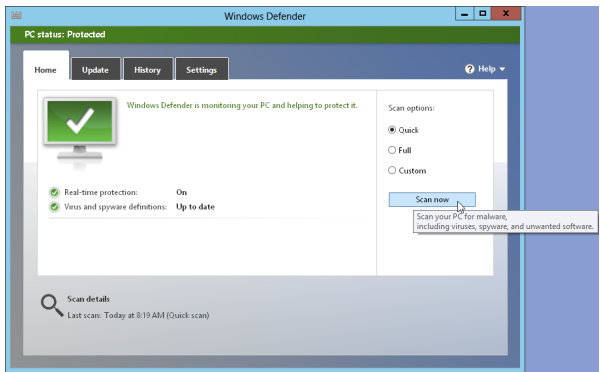 Windows Defender
PC status: Protected
Home Update History Settings Help
Windows Defender is monitoring your PC and helping to protect it.
Real-time protection: On
Virus and spyware definitions: Up to date
Scan options:
Quick
Full
Custom
Scan now
Scan your PC for malware,
including viruses, spyware, and unwanted software.
Scan details
Last scan: Today at 8:19 AM (Quick scan)